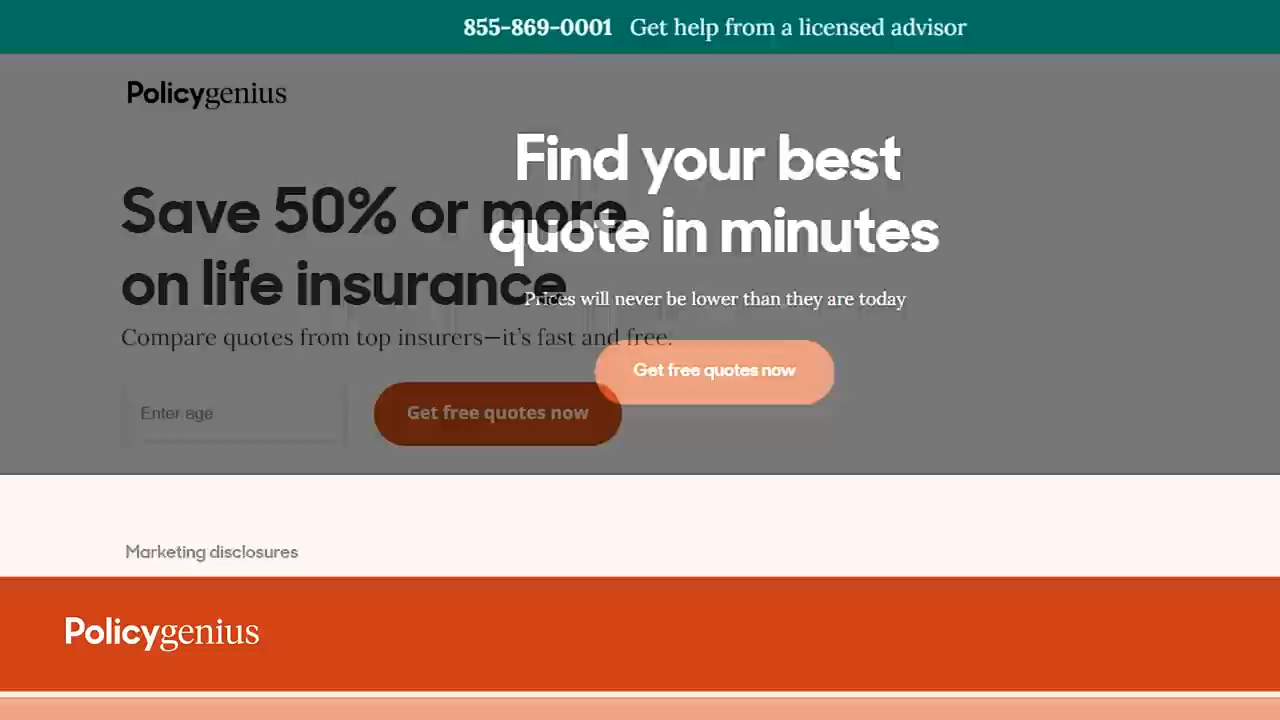 855-869-0001 Get help from a licensed advisor
Policygenius
Find your best
quote in minutes
Prices will never be lower than they are today
Get free quotes now
Save 50% or more
on life insurance
Compare quotes from top insurers—it's fast and free.
Enter age
Get free quotes now
Marketing disclosures
Policygenius